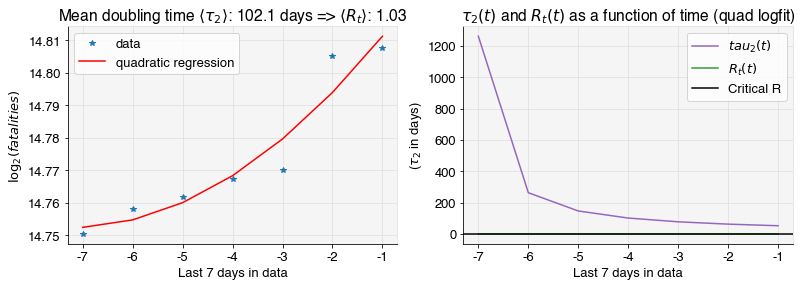 Mean doubling time ⟨τ₂⟩: 102.1 days => ⟨Rₜ⟩: 1.03
14.81
14.80
14.79
14.78
14.77
14.76
14.75
log₂(fatalities)
data
quadratic regression
-7 -6 -5 -4 -3 -2 -1
Last 7 days in data
τ₂(t) and Rₜ(t) as a function of time (quad logfit)
1200
1000
800
600
400
200
0
(τ₂ in days)
tau₂(t)
Rₜ(t)
Critical R
-7 -6 -5 -4 -3 -2 -1
Last 7 days in data